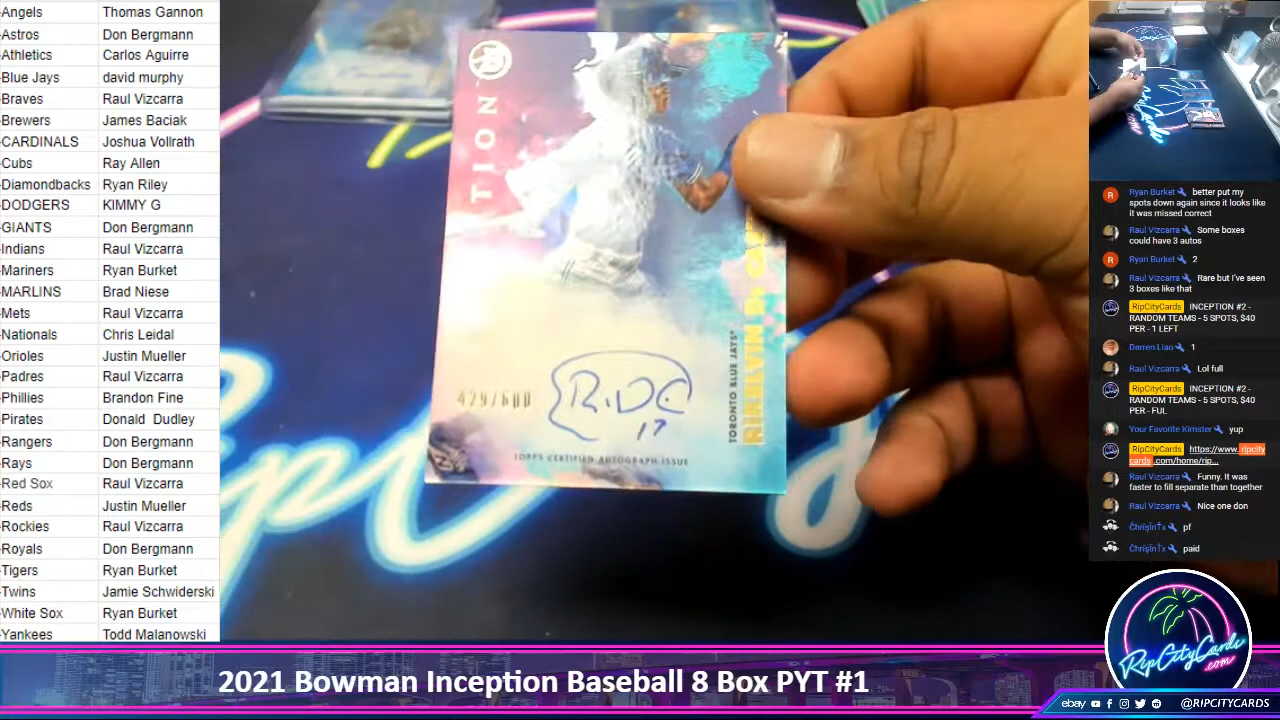 -Angels Thomas Gannon
-Astros Don Bergmann
-Athletics Carlos Aguirre
-Blue Jays david murphy
-Braves Raul Vizcarra
-Brewers James Baciak
-CARDINALS Joshua Vollrath
-Cubs Ray Allen
-Diamondbacks Ryan Riley
-DODGERS KIMMY G
-GIANTS Don Bergmann
-Indians Raul Vizcarra
-Mariners Ryan Burket
-MARLINS Brad Niese
-Mets Raul Vizcarra
-Nationals Chris Leidal
-Orioles Justin Mueller
-Padres Raul Vizcarra
-Phillies Brandon Fine
-Pirates Donald Dudley
-Rangers Don Bergmann
-Rays Don Bergmann
-Red Sox Raul Vizcarra
-Reds Justin Mueller
-Rockies Raul Vizcarra
-Royals Don Bergmann
-Tigers Ryan Burket
-Twins Jamie Schwiderski
-White Sox Ryan Burket
-Yankees Todd Malanowski
TION
429/600
R.DC
17
TOPPS CERTIFIED AUTOGRAPH ISSUE
TORONTO BLUE JAYS
R Ryan Burket better put my
spots down again since it looks like
it was missed correct
Raul Vizcarra Some boxes
could have 3 autos
R Ryan Burket 2
Raul Vizcarra Rare but I've seen
3 boxes like that
RipCityCards INCEPTION #2 -
RANDOM TEAMS - 5 SPOTS, $40
PER - 1 LEFT
Darren Liao 1
Raul Vizcarra Lol full
RipCityCards INCEPTION #2 -
RANDOM TEAMS - 5 SPOTS, $40
PER - FUL
Your Favorite Kimster yup
RipCityCards https://www.ripcity
cards.com/home/rip...
Raul Vizcarra Funny. It was
faster to fill separate than together
Raul Vizcarra Nice one don
pf
paid
RipCityCards
.com
2021 Bowman Inception Baseball 8 Box PYT #1
ebay @RIPCITYCARDS